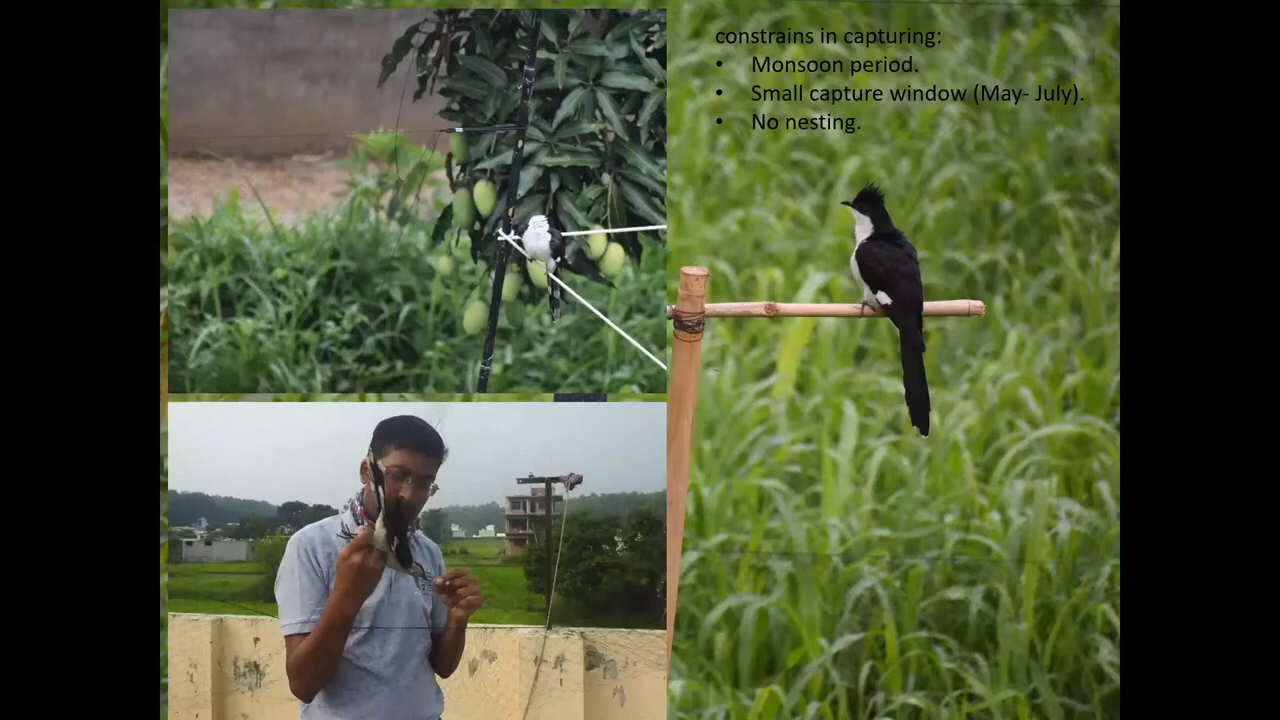 constrains in capturing:
• Monsoon period.
• Small capture window (May- July).
• No nesting.